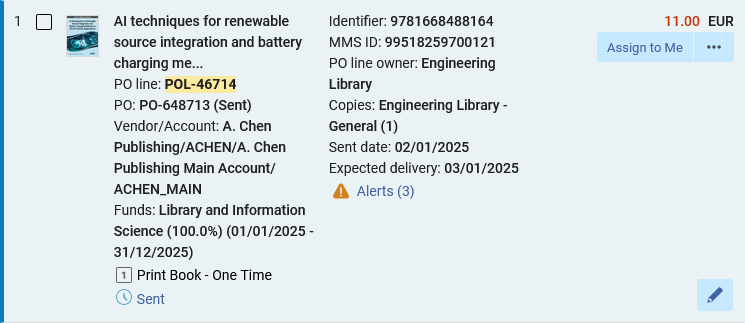 1
AI techniques for renewable
source integration and battery
charging me...
PO line: POL-46714
PO: PO-648713 (Sent)
Vendor/Account: A. Chen
Publishing/ACHEN/A. Chen
Publishing Main Account/
ACHEN_MAIN
Funds: Library and Information
Science (100.0%) (01/01/2025 -
31/12/2025)
1 Print Book - One Time
Sent
Identifier: 9781668488164
MMS ID: 99518259700121
PO line owner: Engineering
Library
Copies: Engineering Library -
General (1)
Sent date: 02/01/2025
Expected delivery: 03/01/2025
Alerts (3)
11.00 EUR
Assign to Me